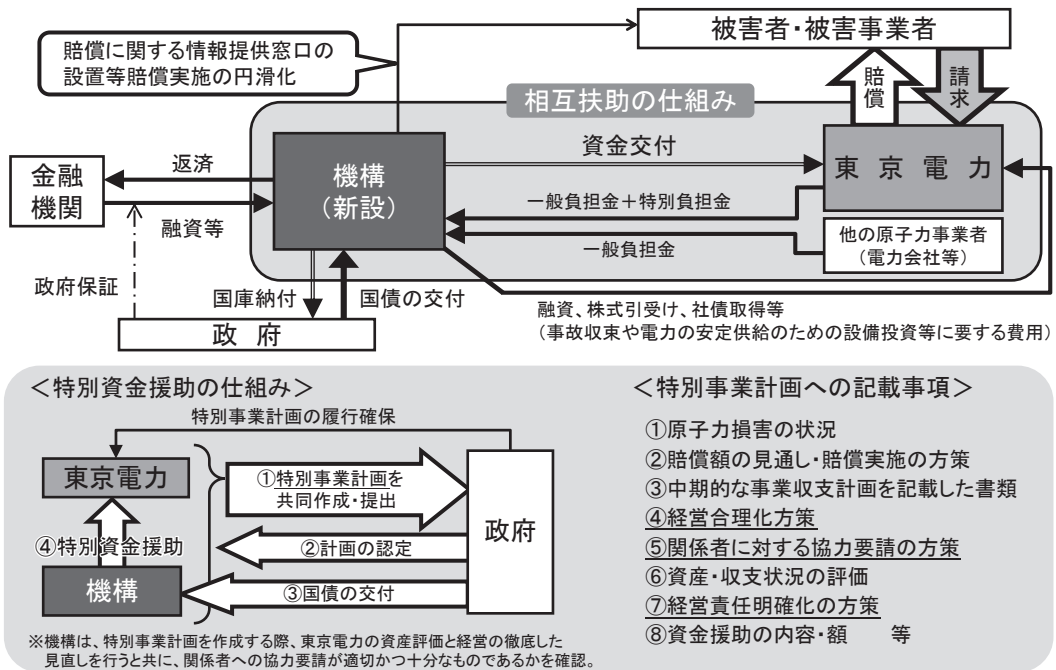 被害者・被害事業者
賠償に関する情報提供窓口の
設置等賠償実施の円滑化
賠償
請求
相互扶助の仕組み
金融
機関
返済
融資等
機構
（新設）
資金交付
東京電力
一般負担金＋特別負担金
一般負担金
他の原子力事業者
（電力会社等）
政府保証
国庫納付
国債の交付
政府
融資、株式引受け、社債取得等
（事故収束や電力の安定供給のための設備投資等に要する費用）
＜特別資金援助の仕組み＞
特別事業計画の履行確保
東京電力
①特別事業計画を
共同作成・提出
政府
④特別資金援助
②計画の認定
機構
③国債の交付
※機構は、特別事業計画を作成する際、東京電力の資産評価と経営の徹底した
見直しを行うと共に、関係者への協力要請が適切かつ十分なものであるかを確認。
＜特別事業計画への記載事項＞
①原子力損害の状況
②賠償額の見通し・賠償実施の方策
③中期的な事業収支計画を記載した書類
④経営合理化方策
⑤関係者に対する協力要請の方策
⑥資産・収支状況の評価
⑦経営責任明確化の方策
⑧資金援助の内容・額　等